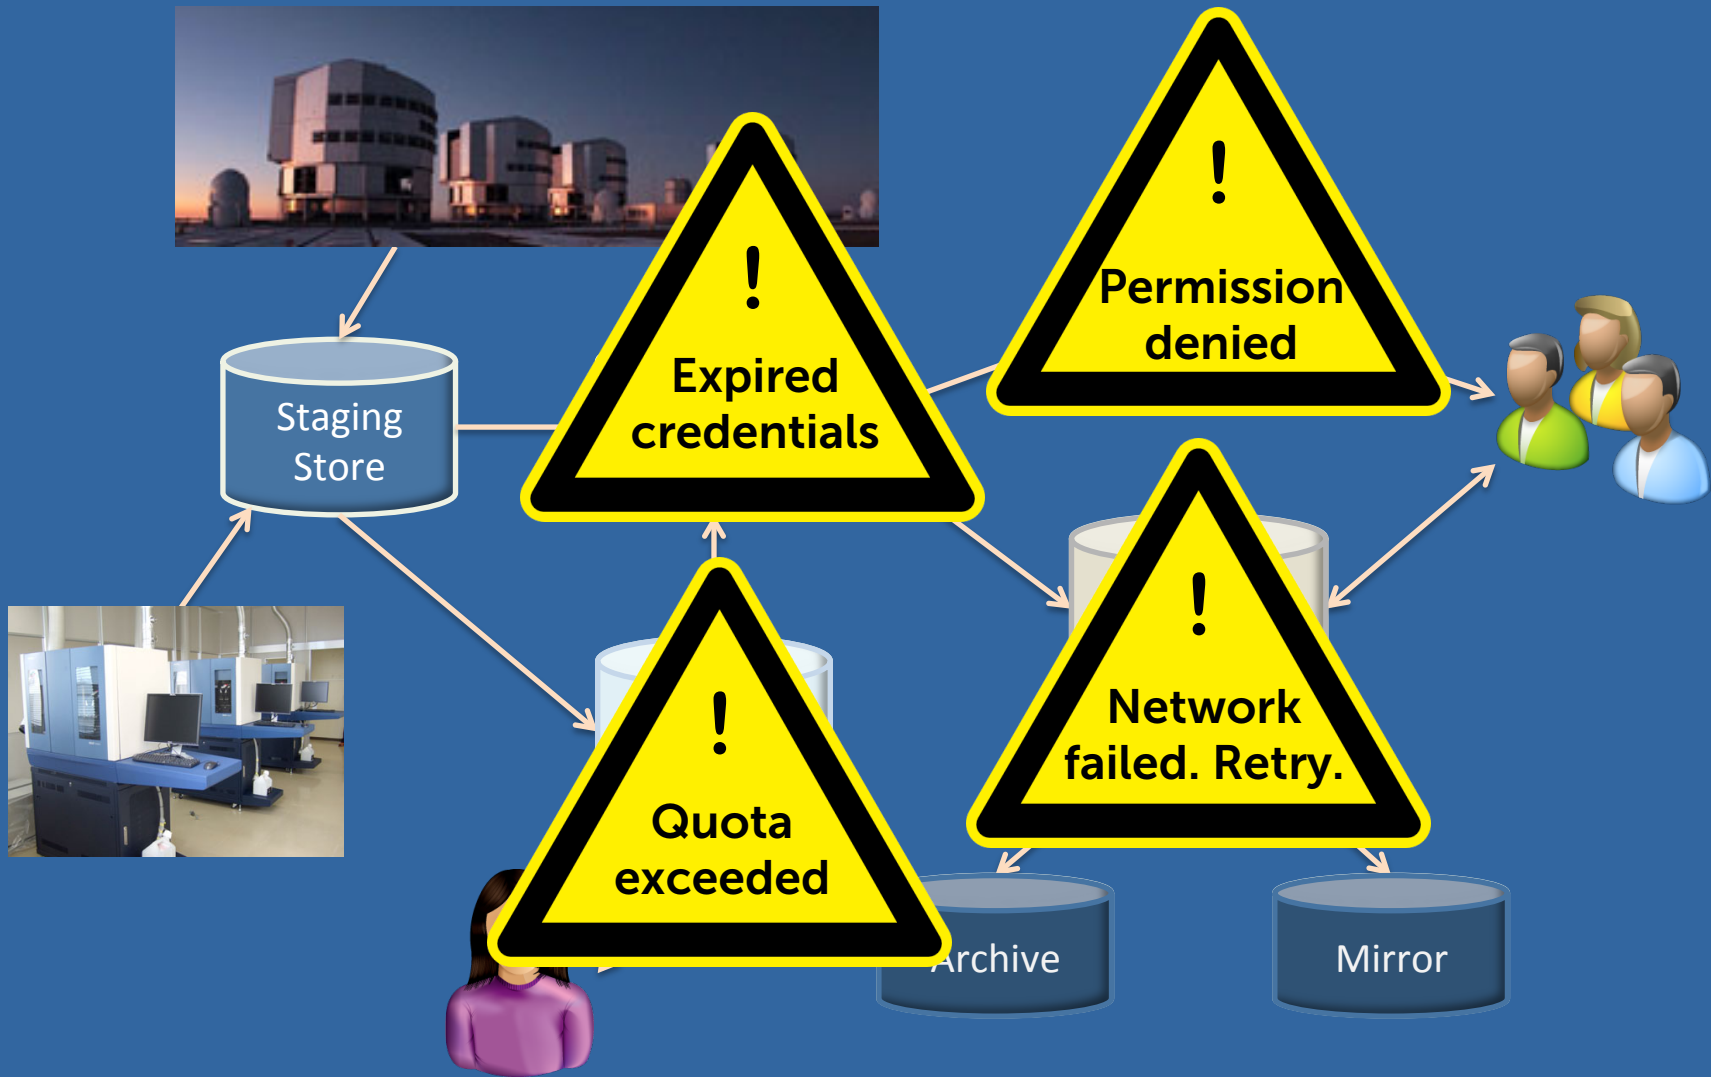 !
Permission
denied
!
Expired
credentials
Staging
Store
!
Network
failed. Retry.
!
Quota
exceeded
Archive
Mirror